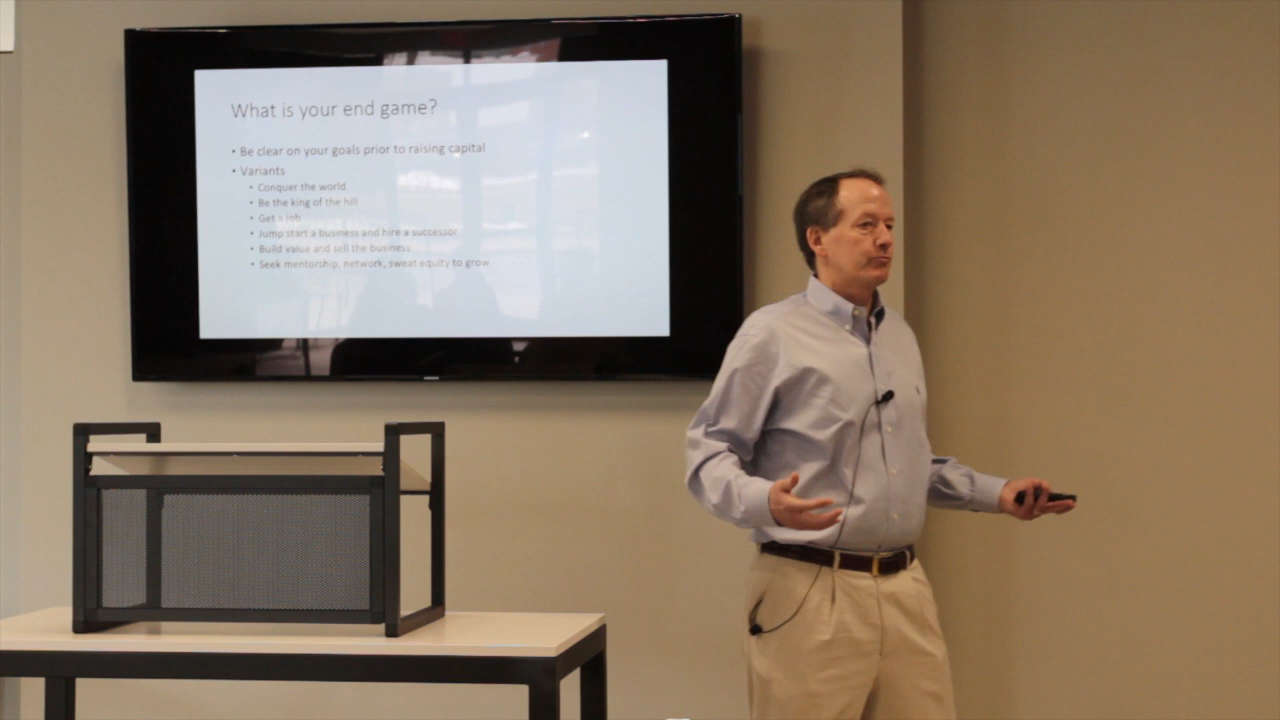 What is your end game?
• Be clear on your goals prior to raising capital
• Variants
• Conquer the world
• Be the king of the hill
• Get a job
• Jump start a business and hire a successor
• Build value and sell the business
• Seek mentorship, network, sweat equity to grow